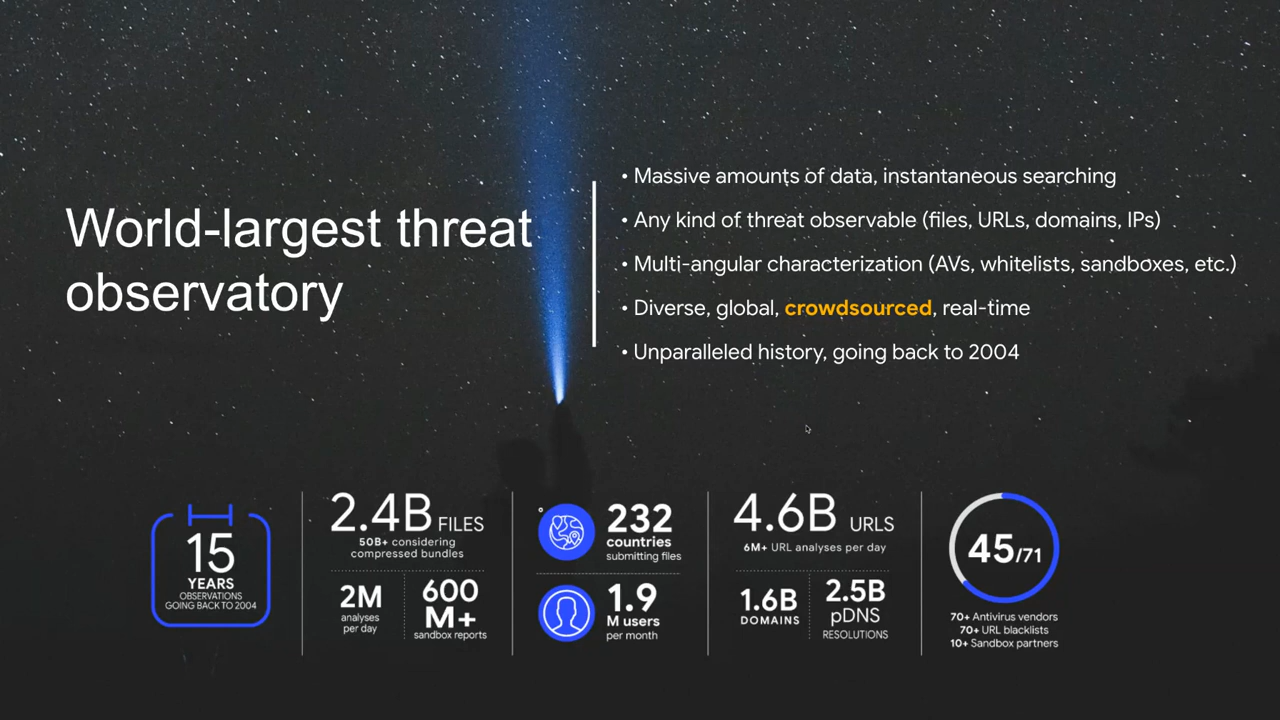 World-largest threat
observatory
• Massive amounts of data, instantaneous searching
• Any kind of threat observable (files, URLs, domains, IPs)
• Multi-angular characterization (AVs, whitelists, sandboxes, etc.)
• Diverse, global, crowdsourced, real-time
• Unparalleled history, going back to 2004
15
YEARS
OBSERVATIONS
GOING BACK TO 2004
2.4B FILES
50B+ considering
compressed bundles
2M
analyses
per day
600
M+
sandbox reports
232
countries
submitting files
1.9
M users
per month
4.6B URLS
6M+ URL analyses per day
1.6B
DOMAINS
2.5B
pDNS
RESOLUTIONS
45/71
70+ Antivirus vendors
70+ URL blacklists
10+ Sandbox partners